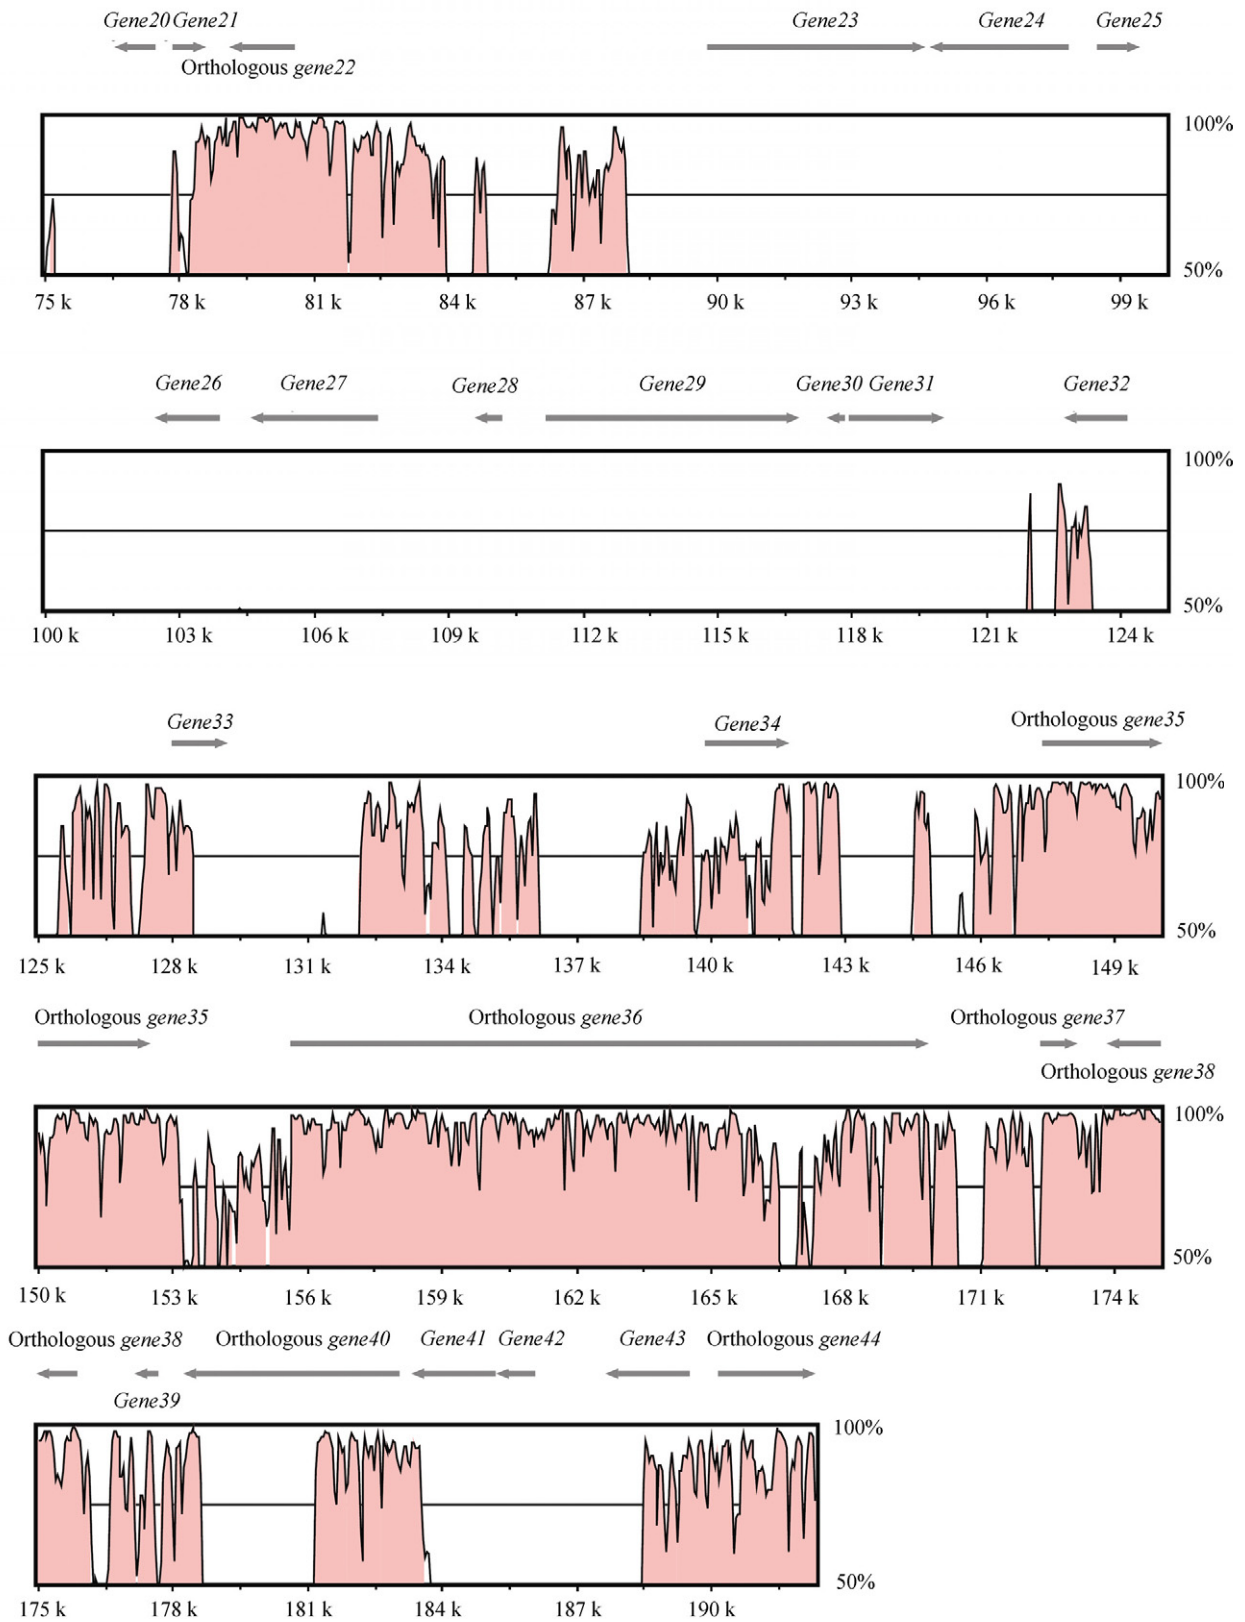 Gene20 Gene21 Gene23 Gene24 Gene25
Orthologous gene22
100%
50%
75 k 78 k 81 k 84 k 87 k 90 k 93 k 96 k 99 k
Gene26 Gene27 Gene28 Gene29 Gene30 Gene31 Gene32
100%
50%
100 k 103 k 106 k 109 k 112 k 115 k 118 k 121 k 124 k
Gene33 Gene34 Orthologous gene35
100%
50%
125 k 128 k 131 k 134 k 137 k 140 k 143 k 146 k 149 k
Orthologous gene35 Orthologous gene36 Orthologous gene37
Orthologous gene38
100%
50%
150 k 153 k 156 k 159 k 162 k 165 k 168 k 171 k 174 k
Orthologous gene38 Orthologous gene40 Gene41 Gene42 Gene43 Orthologous gene44
Gene39
100%
50%
175 k 178 k 181 k 184 k 187 k 190 k